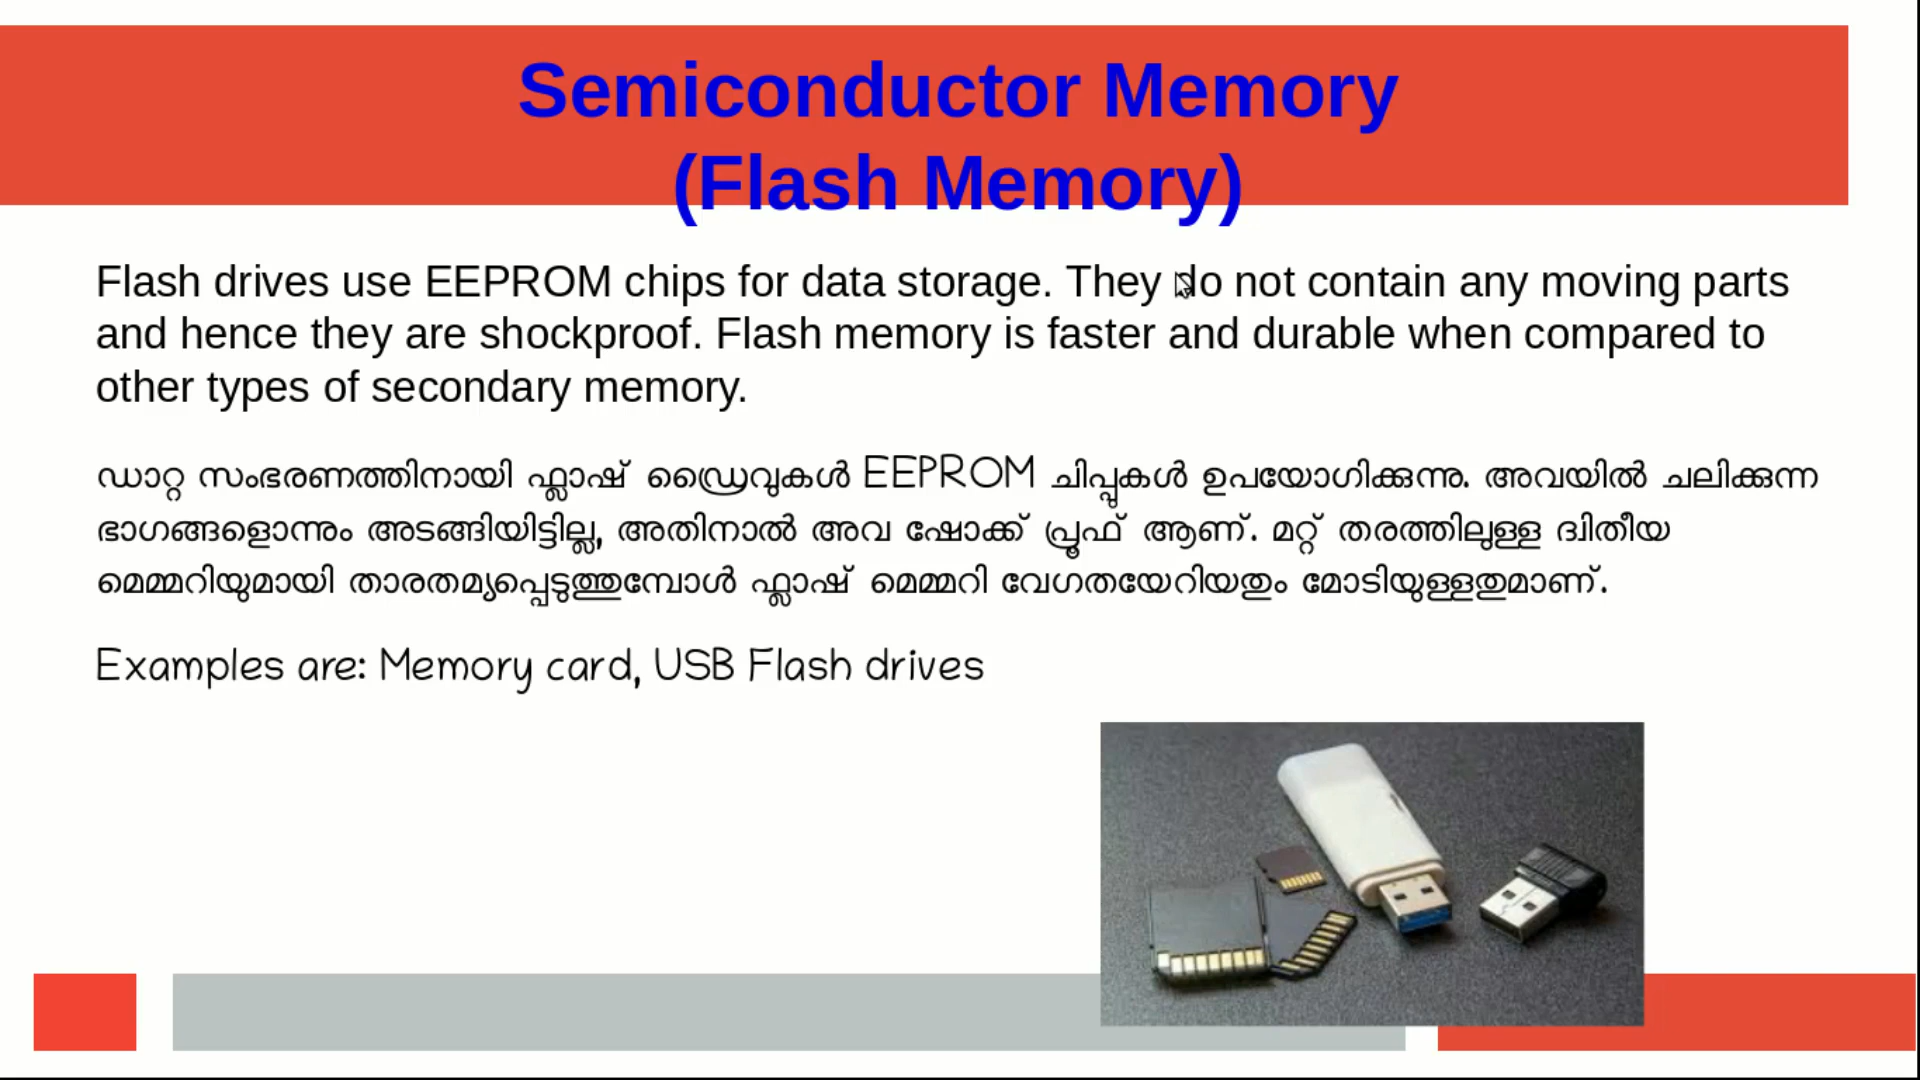 Semiconductor Memory
(Flash Memory)
Flash drives use EEPROM chips for data storage. They do not contain any moving parts
and hence they are shockproof. Flash memory is faster and durable when compared to
other types of secondary memory.
ഡാറ്റ സംഭരണത്തിനായി ഫ്ലാഷ് ഡ്രൈവുകൾ EEPROM ചിപ്പുകൾ ഉപയോഗിക്കുന്നു. അവയിൽ ചലിക്കുന്ന
ഭാഗങ്ങളൊന്നും അടങ്ങിയിട്ടില്ല, അതിനാൽ അവ ഷോക്ക് പ്രൂഫ് ആണ്. മറ്റ് തരത്തിലുള്ള ദ്വിതീയ
മെമ്മറിയുമായി താരതമ്യപ്പെടുത്തുമ്പോൾ ഫ്ലാഷ് മെമ്മറി വേഗതയേറിയതും മോടിയുള്ളതുമാണ്.
Examples are: Memory card, USB Flash drives